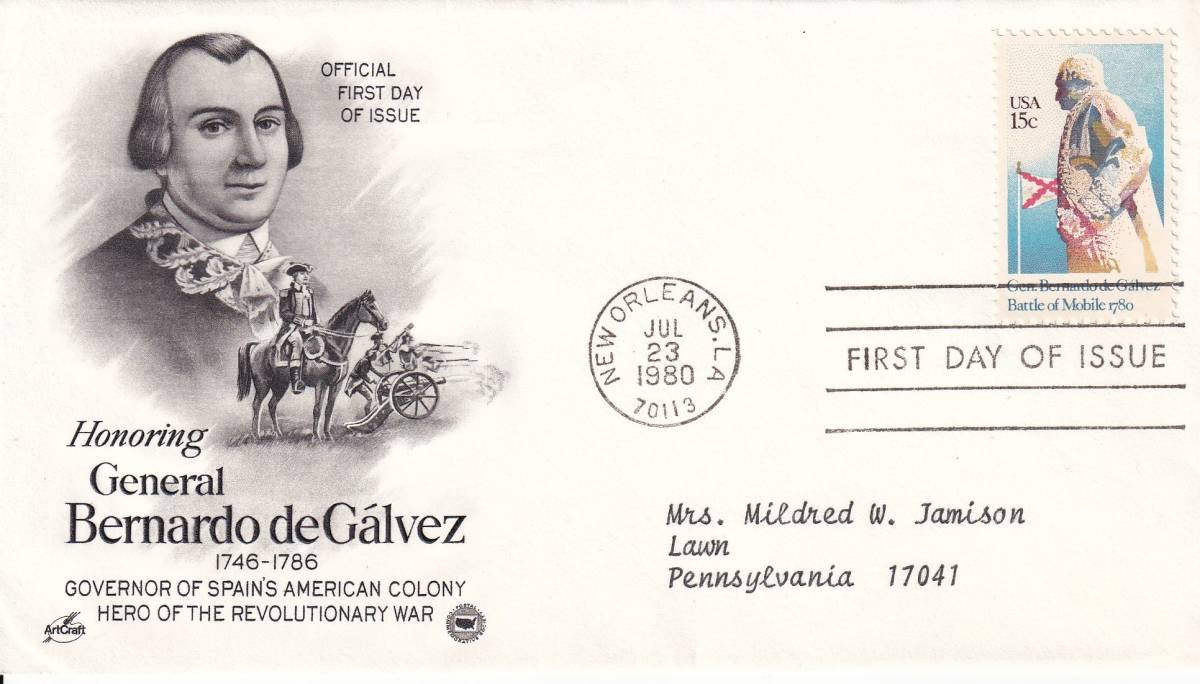 OFFICIAL
FIRST DAY
OF ISSUE
USA
15c
Gen. Bernardo de Gálvez
Battle of Mobile 1780
NEW ORLEANS, LA
JUL
23
1980
70113
FIRST DAY OF ISSUE
Honoring
General
Bernardo de Gálvez
1746-1786
GOVERNOR OF SPAIN'S AMERICAN COLONY
HERO OF THE REVOLUTIONARY WAR
ArtCraft
Mrs. Mildred W. Jamison
Lawn
Pennsylvania 17041